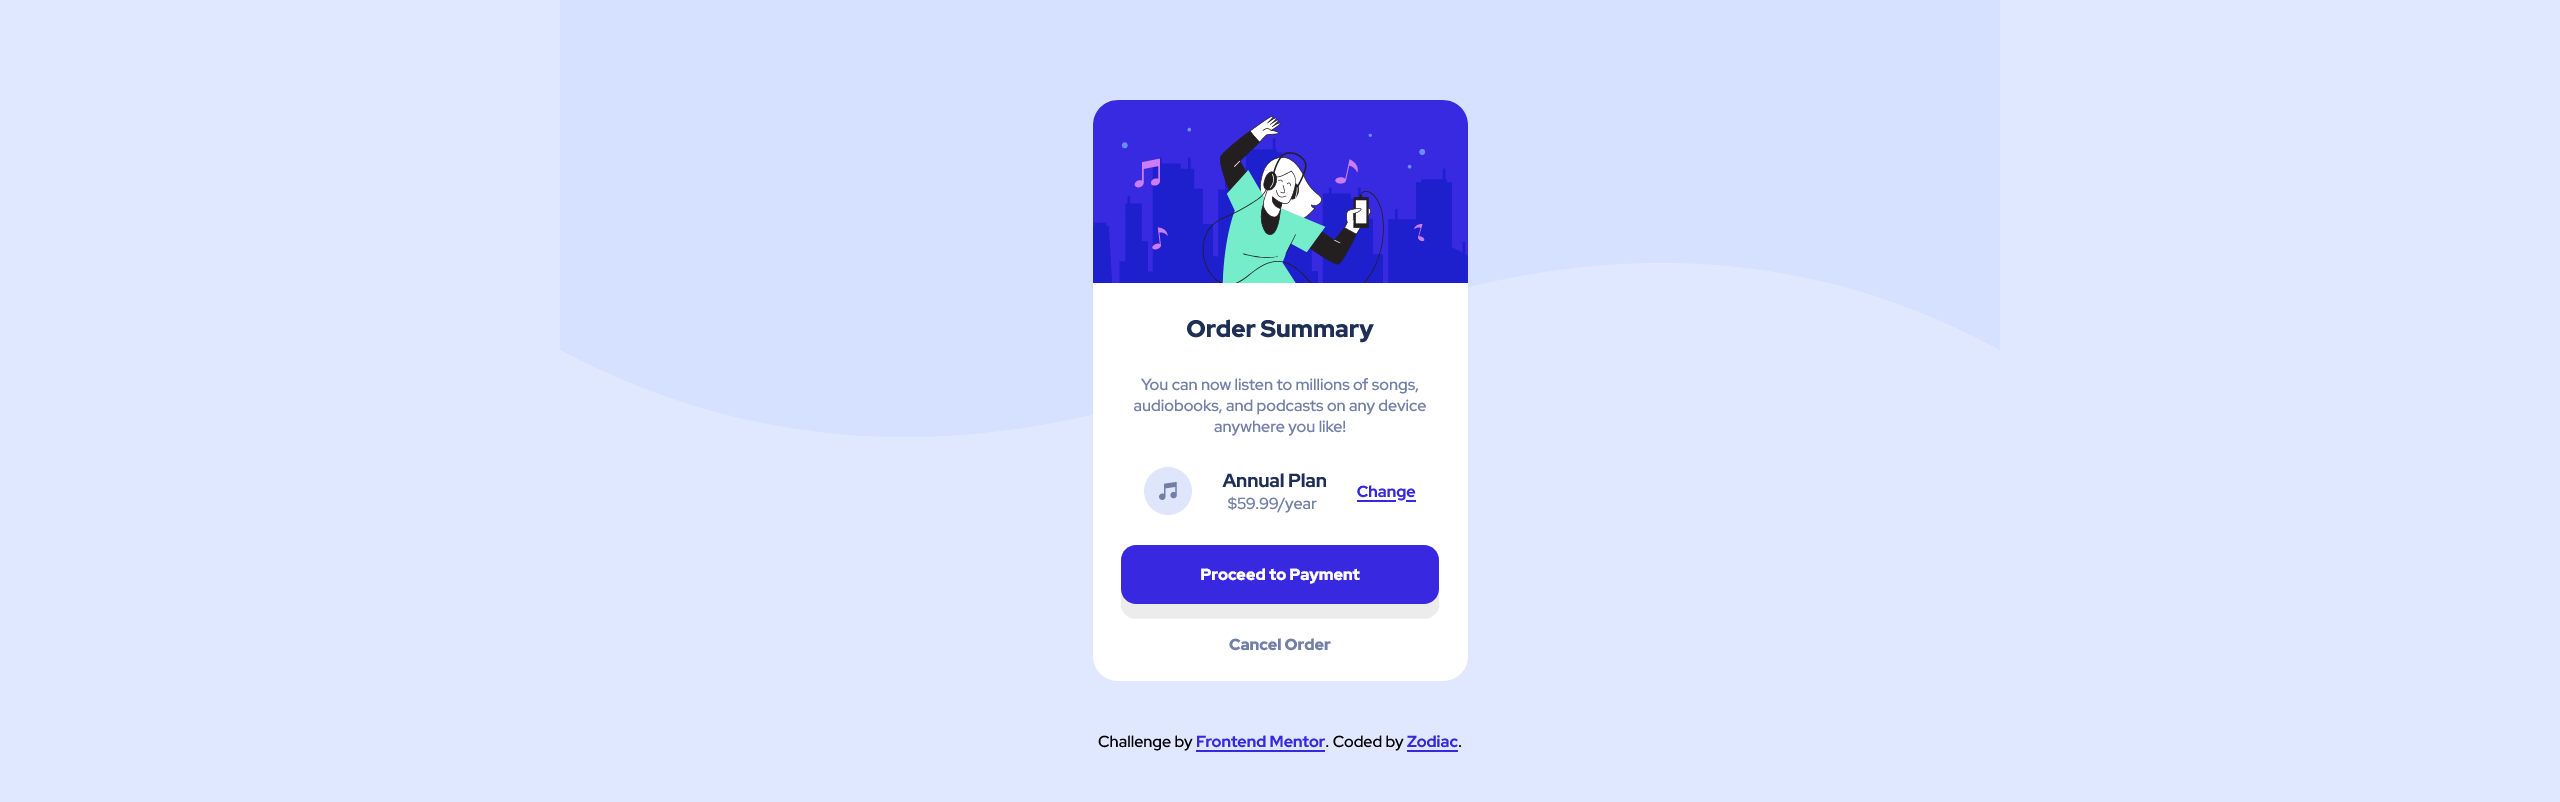 Order Summary
You can now listen to millions of songs,
audiobooks, and podcasts on any device
anywhere you like!
Annual Plan
$59.99/year
Change
Proceed to Payment
Cancel Order
Challenge by Frontend Mentor. Coded by Zodiac.